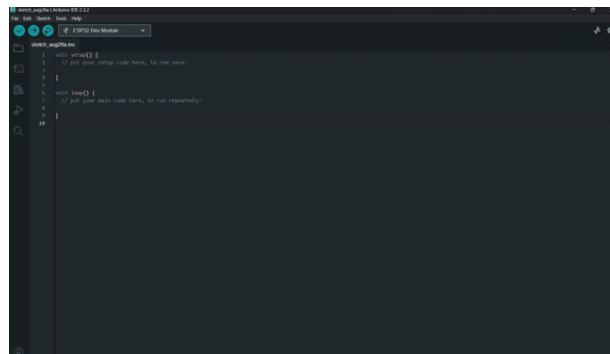 sketch_aug26a | Arduino IDE 2.3.2
File Edit Sketch Tools Help
ESP32 Dev Module
sketch_aug26a.ino
1 void setup() {
2 // put your setup code here, to run once:
3
4 }
5
6 void loop() {
7 // put your main code here, to run repeatedly:
8
9 }
10